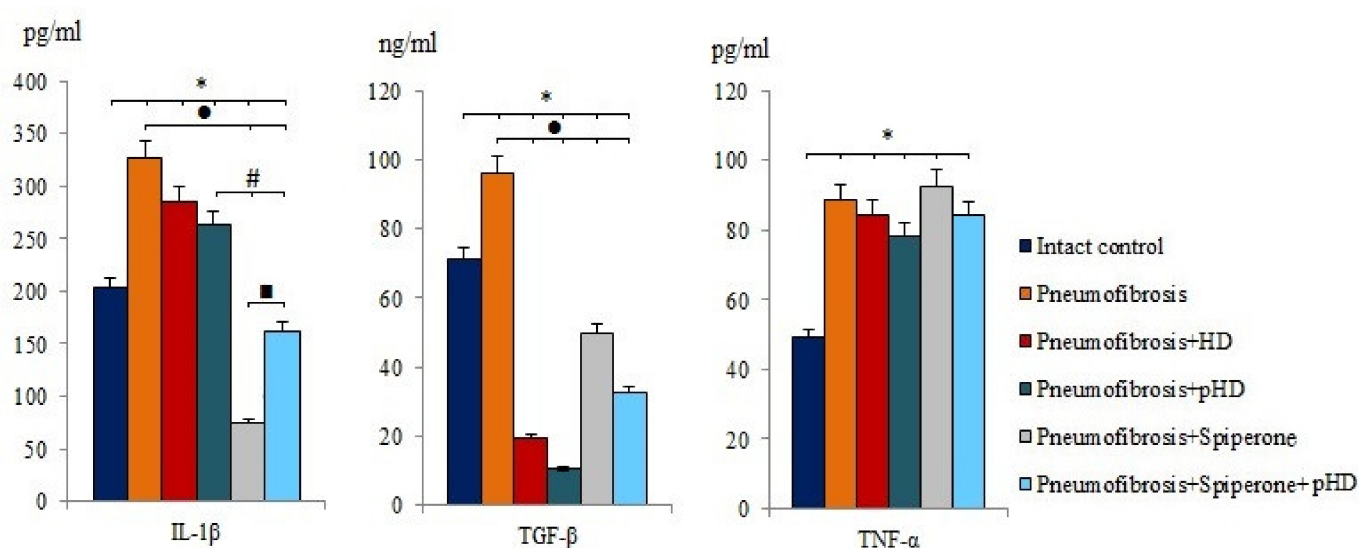 pg/ml
400
350
300
250
200
150
100
50
0
*
●
#
■
IL-1β
ng/ml
120
100
80
60
40
20
0
*
●
TGF-β
pg/ml
120
100
80
60
40
20
0
*
TNF-α
Intact control
Pneumofibrosis
Pneumofibrosis+HD
Pneumofibrosis+pHD
Pneumofibrosis+Spiperone
Pneumofibrosis+Spiperone+pHD